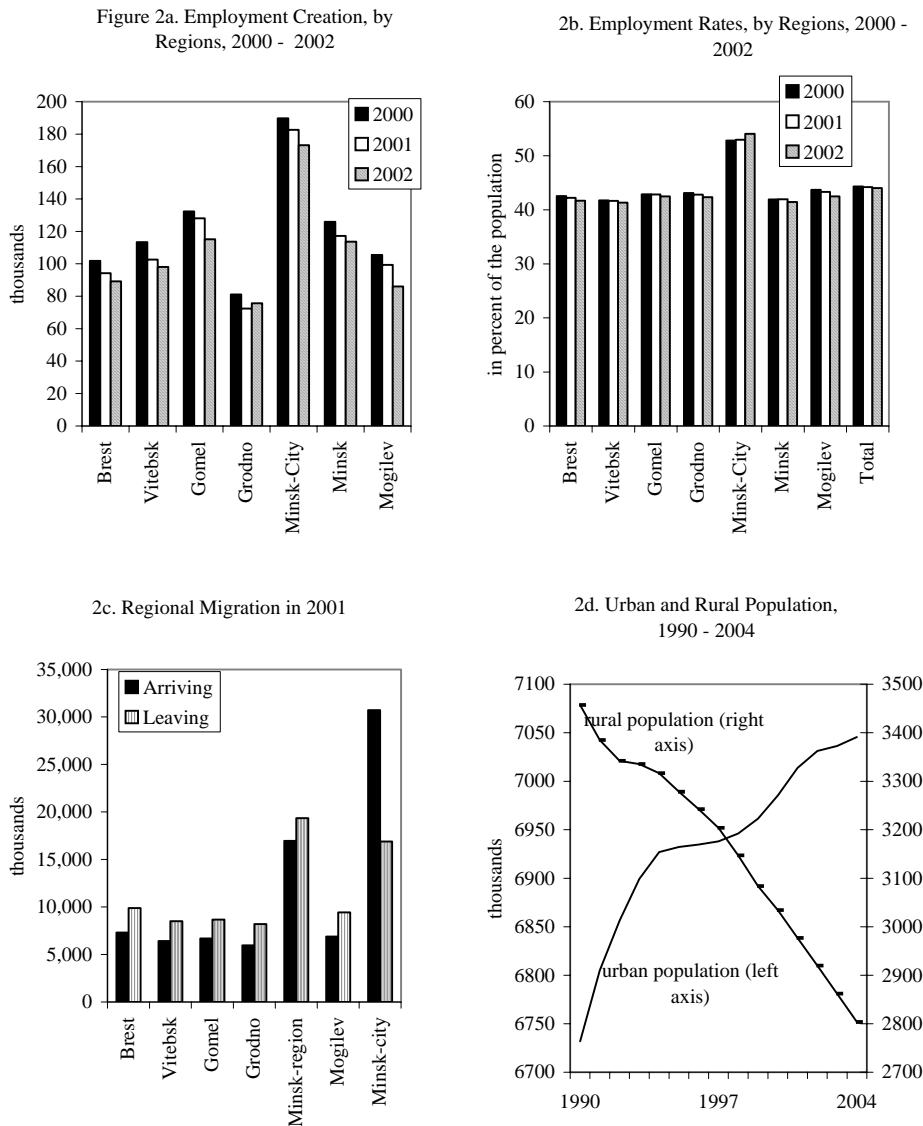 Figure 2a. Employment Creation, by
Regions, 2000 - 2002
thousands
200
180
160
140
120
100
80
60
40
20
0
2000
2001
2002
Brest
Vitebsk
Gomel
Grodno
Minsk-City
Minsk
Mogilev
2b. Employment Rates, by Regions, 2000 -
2002
in percent of the population
60
50
40
30
20
10
0
2000
2001
2002
Brest
Vitebsk
Gomel
Grodno
Minsk-City
Minsk
Mogilev
Total
2c. Regional Migration in 2001
thousands
35,000
30,000
25,000
20,000
15,000
10,000
5,000
0
Arriving
Leaving
Brest
Vitebsk
Gomel
Grodno
Minsk-region
Mogilev
Minsk-city
2d. Urban and Rural Population,
1990 - 2004
thousands
7100
7050
7000
6950
6900
6850
6800
6750
6700
rural population (right
axis)
urban population (left
axis)
3500
3400
3300
3200
3100
3000
2900
2800
2700
1990
1997
2004